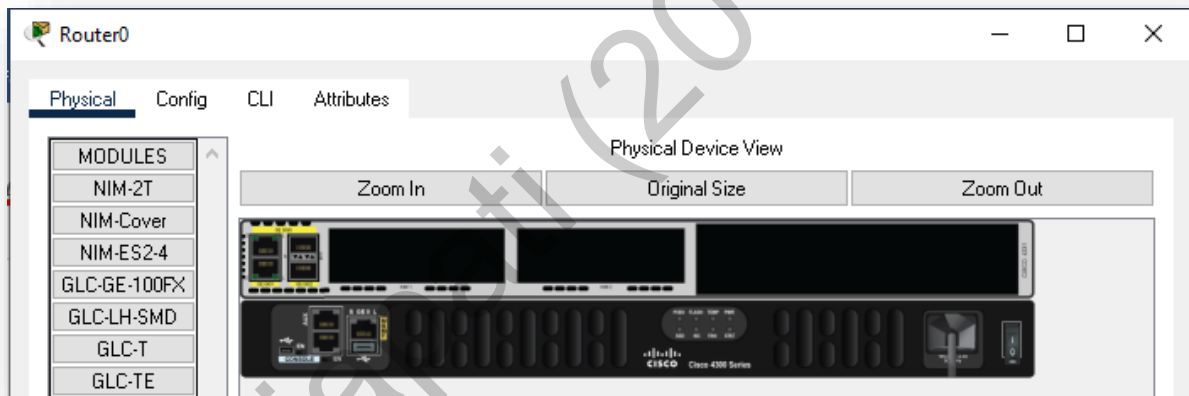 Router0
Physical Config CLI Attributes
MODULES
NIM-2T
NIM-Cover
NIM-ES2-4
GLC-GE-100FX
GLC-LH-SMD
GLC-T
GLC-TE
Physical Device View
Zoom In Original Size Zoom Out
CISCO Cisco 4300 Series